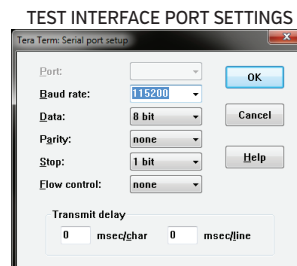 TEST INTERFACE PORT SETTINGS
Tera Term: Serial port setup
Port:
OK
Baud rate: 115200
Data: 8 bit
Cancel
Parity: none
Stop: 1 bit
Help
Flow control: none
Transmit delay
0 msec/char 0 msec/line